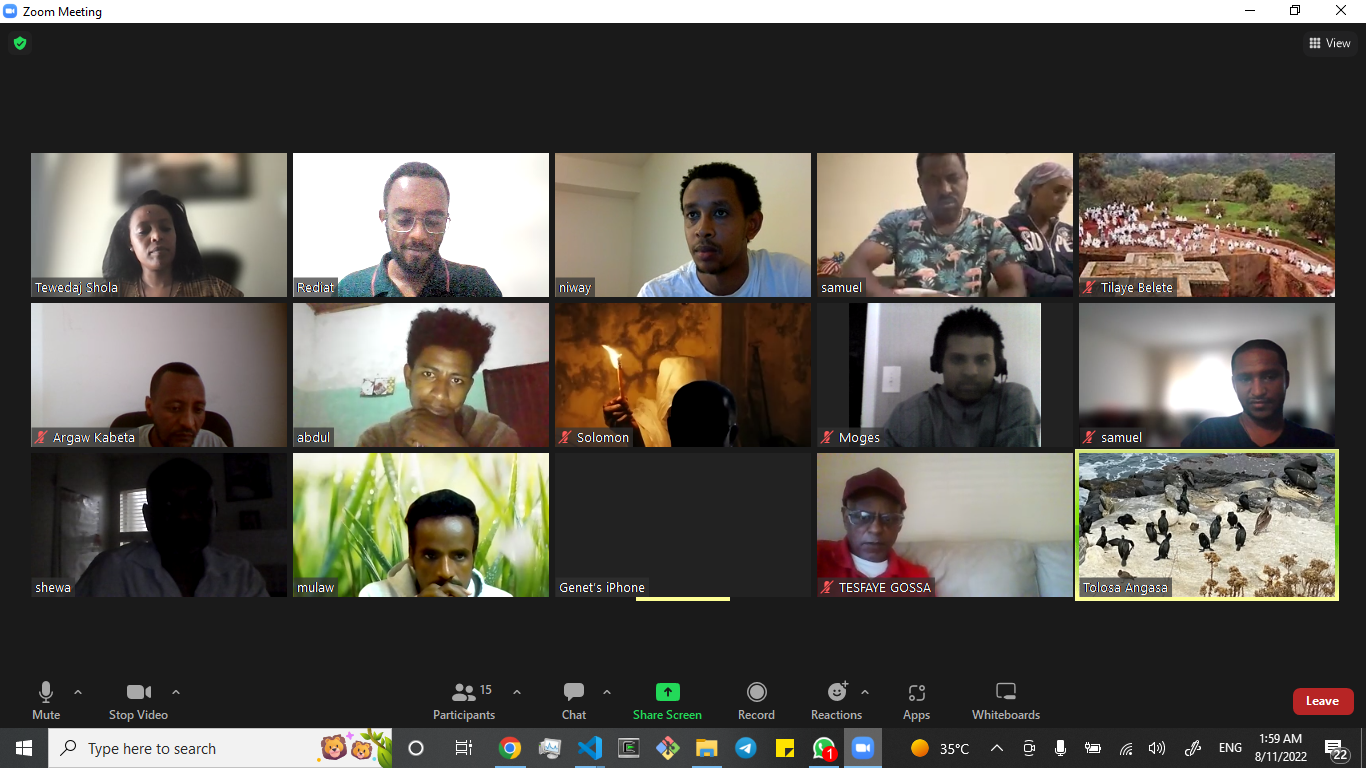 Zoom Meeting
View
Tewedaj Shola
Rediat
niway
samuel
Tilaye Belete
Argaw Kabeta
abdul
Solomon
Moges
samuel
shewa
mulaw
Genet's iPhone
TESFAYE GOSSA
Tolosa Angasa
15
Mute
Stop Video
Participants
Chat
Share Screen
Record
Reactions
Apps
Whiteboards
Leave
Type here to search
1
35°C
ENG
1:59 AM
8/11/2022
22